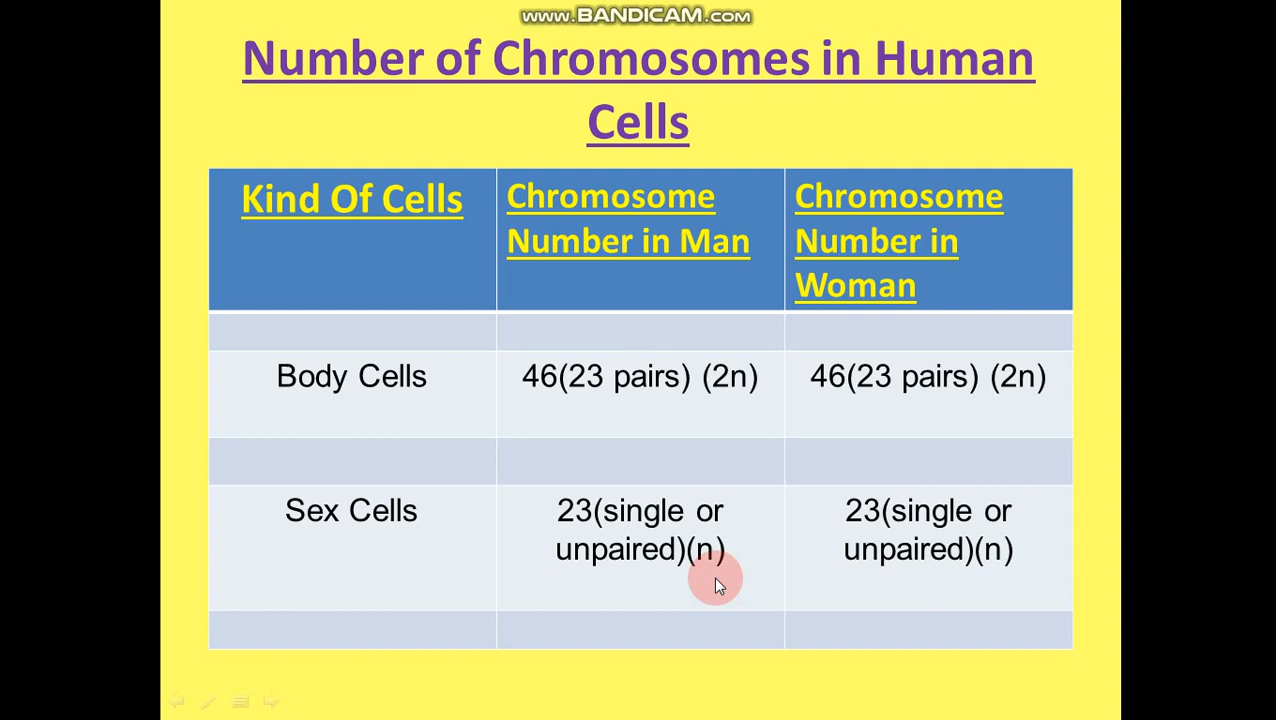 www.BANDICAM.com
Number of Chromosomes in Human
Cells
Kind Of Cells
Chromosome
Number in Man
Chromosome
Number in
Woman
Body Cells
46(23 pairs) (2n)
46(23 pairs) (2n)
Sex Cells
23(single or
unpaired)(n)
23(single or
unpaired)(n)